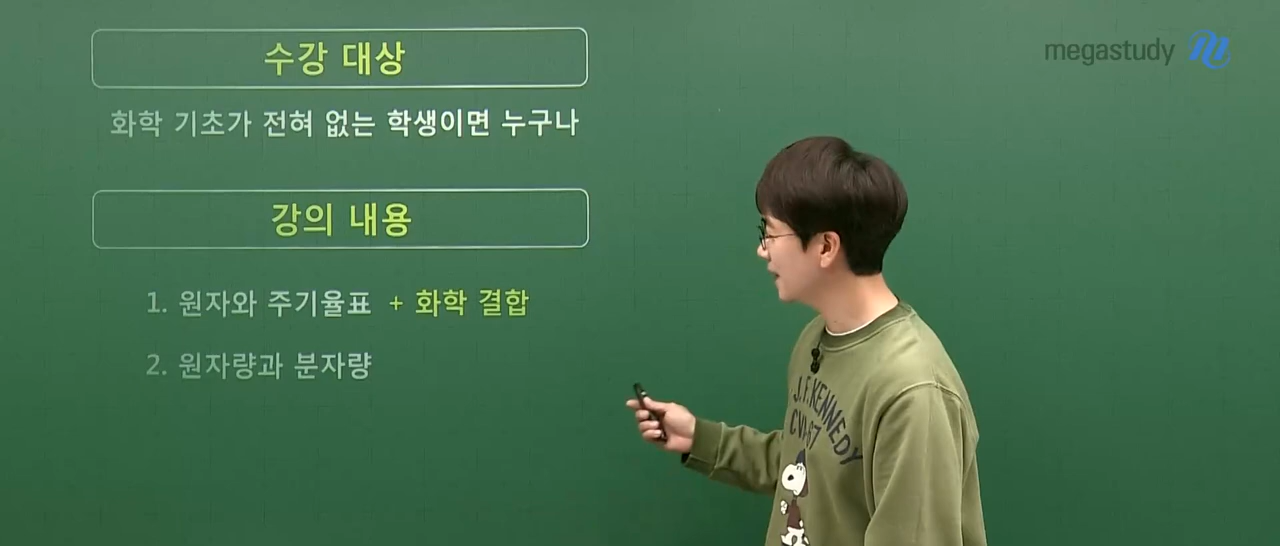 수강 대상
megastudy
화학 기초가 전혀 없는 학생이면 누구나
강의 내용
1. 원자와 주기율표 + 화학 결합
2. 원자량과 분자량
J.F.KENNEDY